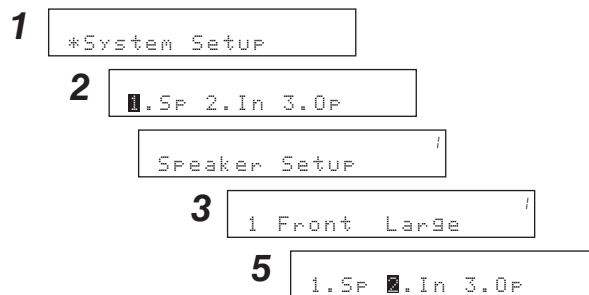 1
*System Setup
2
1.Sp 2.In 3.Op
1
Speaker Setup
3
1
1 Front Large
5
1.Sp 2.In 3.Op